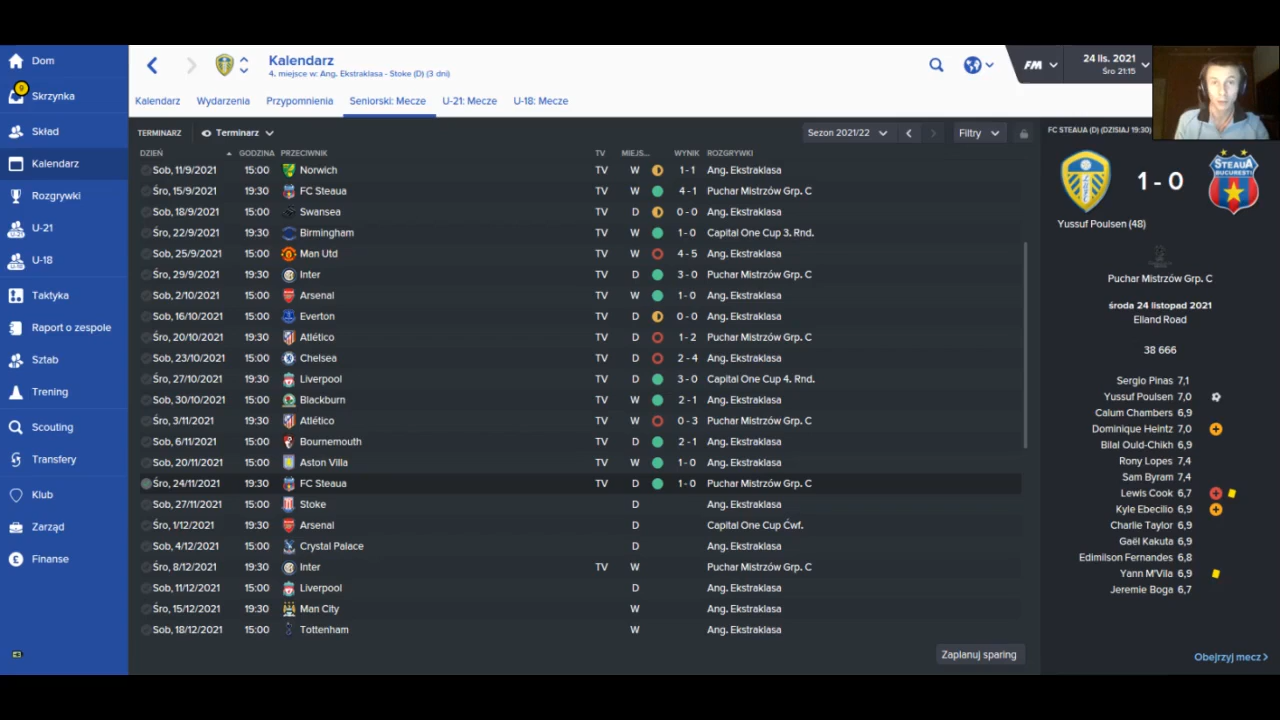 Dom
Skrzynka
9
Skład
Kalendarz
Rozgrywki
U-21
U-18
Taktyka
Raport o zespole
Sztab
Trening
Scouting
Transfery
Klub
Zarząd
Finanse
Kalendarz
4. miejsce w: Ang. Ekstraklasa - Stoke (D) (3 dni)
FM
24 lis. 2021
Śro 21:15
Kalendarz Wydarzenia Przypomnienia Seniorski: Mecze U-21: Mecze U-18: Mecze
TERMINARZ Terminarz Sezon 2021/22 Filtry
DZIEŃ GODZINA PRZECIWNIK TV MIEJS... WYNIK ROZGRYWKI
Sob, 11/9/2021 15:00 Norwich TV W 1-1 Ang. Ekstraklasa
Śro, 15/9/2021 19:30 FC Steaua TV W 4-1 Puchar Mistrzów Grp. C
Sob, 18/9/2021 15:00 Swansea TV D 0-0 Ang. Ekstraklasa
Śro, 22/9/2021 19:30 Birmingham TV W 1-0 Capital One Cup 3. Rnd.
Sob, 25/9/2021 15:00 Man Utd TV W 4-5 Ang. Ekstraklasa
Śro, 29/9/2021 19:30 Inter TV D 3-0 Puchar Mistrzów Grp. C
Sob, 2/10/2021 15:00 Arsenal TV W 1-0 Ang. Ekstraklasa
Sob, 16/10/2021 15:00 Everton TV D 0-0 Ang. Ekstraklasa
Śro, 20/10/2021 19:30 Atlético TV D 1-2 Puchar Mistrzów Grp. C
Sob, 23/10/2021 15:00 Chelsea TV D 2-4 Ang. Ekstraklasa
Śro, 27/10/2021 19:30 Liverpool TV D 3-0 Capital One Cup 4. Rnd.
Sob, 30/10/2021 15:00 Blackburn TV W 2-1 Ang. Ekstraklasa
Śro, 3/11/2021 19:30 Atlético TV W 0-3 Puchar Mistrzów Grp. C
Sob, 6/11/2021 15:00 Bournemouth TV D 2-1 Ang. Ekstraklasa
Sob, 20/11/2021 15:00 Aston Villa TV W 1-0 Ang. Ekstraklasa
Śro, 24/11/2021 19:30 FC Steaua TV D 1-0 Puchar Mistrzów Grp. C
Sob, 27/11/2021 15:00 Stoke D Ang. Ekstraklasa
Śro, 1/12/2021 19:30 Arsenal D Capital One Cup Ćwf.
Sob, 4/12/2021 15:00 Crystal Palace D Ang. Ekstraklasa
Śro, 8/12/2021 19:30 Inter TV W Puchar Mistrzów Grp. C
Sob, 11/12/2021 15:00 Liverpool D Ang. Ekstraklasa
Śro, 15/12/2021 19:30 Man City W Ang. Ekstraklasa
Sob, 18/12/2021 15:00 Tottenham W Ang. Ekstraklasa
Zaplanuj sparing
FC STEAUA (D) (DZISIAJ 19:30)
1 - 0
STEAUA
BUCUREȘTI
Yussuf Poulsen (48)
Puchar Mistrzów Grp. C
środa 24 listopad 2021
Elland Road
38 666
Sergio Pinas 7,1
Yussuf Poulsen 7,0
Calum Chambers 6,9
Dominique Heintz 7,0
Bilal Ould-Chikh 6,9
Rony Lopes 7,4
Sam Byram 7,4
Lewis Cook 6,7
Kyle Ebecilio 6,9
Charlie Taylor 6,9
Gaël Kakuta 6,9
Edimilson Fernandes 6,8
Yann M'Vila 6,9
Jeremie Boga 6,7
Obejrzyj mecz